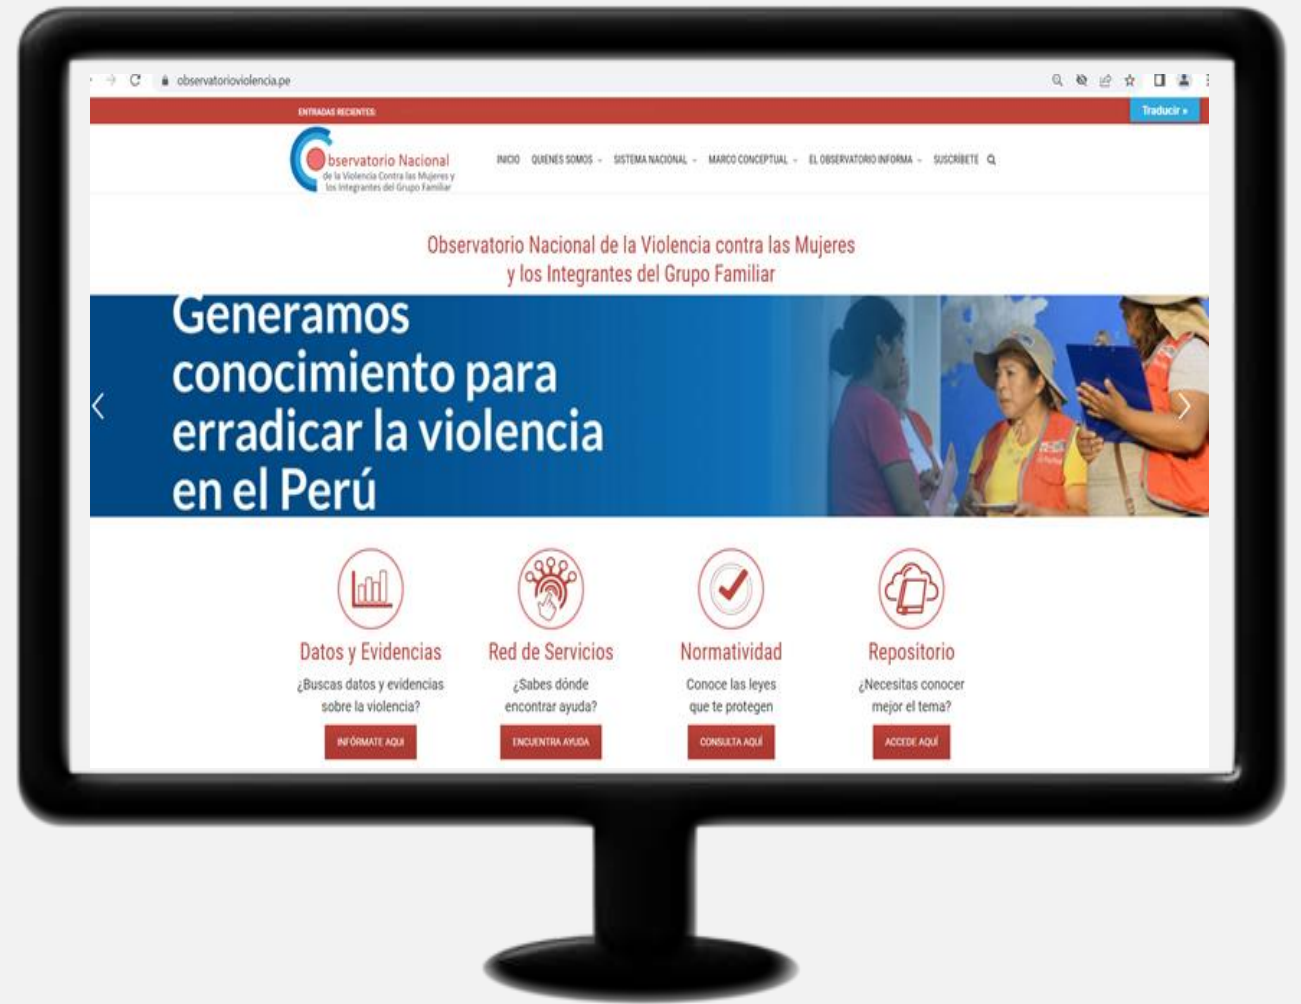 observatorioviolencia.pe
ENTRADAS RECIENTES:
Traducir »
bservatorio Nacional
de la Violencia Contra las Mujeres y
los Integrantes del Grupo Familiar
INICIO QUIENES SOMOS SISTEMA NACIONAL MARCO CONCEPTUAL EL OBSERVATORIO INFORMA SUSCRÍBETE
Observatorio Nacional de la Violencia contra las Mujeres
y los Integrantes del Grupo Familiar
Generamos
conocimiento para
erradicar la violencia
en el Perú
Datos y Evidencias Red de Servicios Normatividad Repositorio
¿Buscas datos y evidencias ¿Sabes dónde Conoce las leyes ¿Necesitas conocer
sobre la violencia? encontrar ayuda? que te protegen mejor el tema?
INFÓRMATE AQUI ENCUENTRA AYUDA CONSULTA AQUÍ ACCEDE AQUÍ